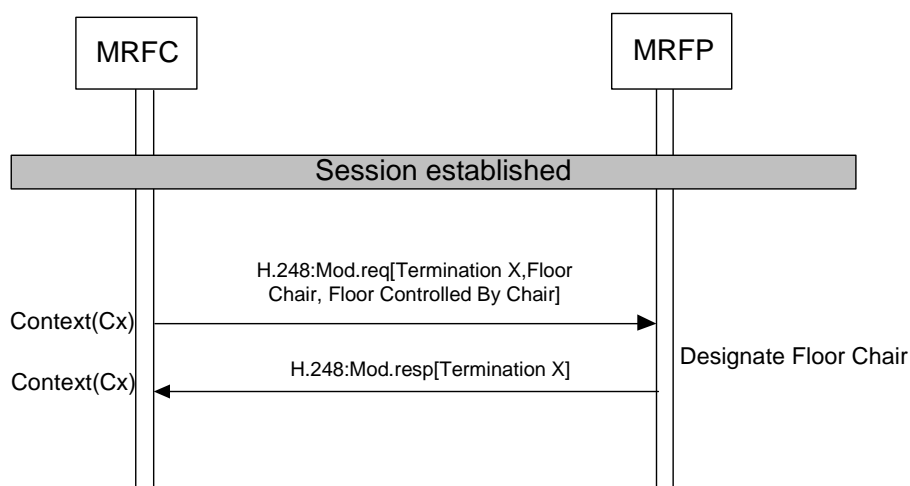 MRFC
MRFP
Session established
H.248:Mod.req[Termination X,Floor
Chair, Floor Controlled By Chair]
Context(Cx)
Designate Floor Chair
H.248:Mod.resp[Termination X]
Context(Cx)